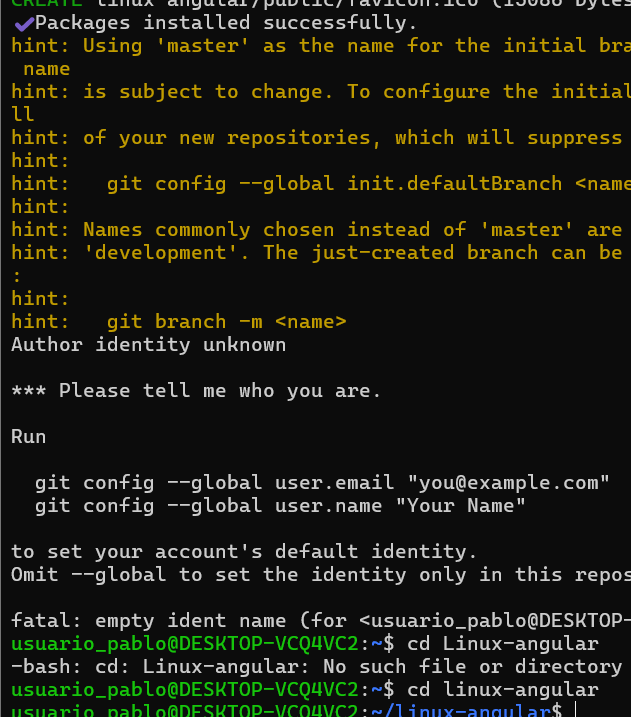 CREATE linux-angular/public/favicon.ico (15086 bytes
✔Packages installed successfully.
hint: Using 'master' as the name for the initial bra
 name
hint: is subject to change. To configure the initial
ll
hint: of your new repositories, which will suppress
hint:
hint:   git config --global init.defaultBranch <name
hint:
hint: Names commonly chosen instead of 'master' are
hint: 'development'. The just-created branch can be
:
hint:
hint:   git branch -m <name>
Author identity unknown
*** Please tell me who you are.
Run
  git config --global user.email "you@example.com"
  git config --global user.name "Your Name"
to set your account's default identity.
Omit --global to set the identity only in this repos
fatal: empty ident name (for <usuario_pablo@DESKTOP-
usuario_pablo@DESKTOP-VCQ4VC2:~$ cd Linux-angular
-bash: cd: Linux-angular: No such file or directory
usuario_pablo@DESKTOP-VCQ4VC2:~$ cd linux-angular
usuario_pablo@DESKTOP-VCQ4VC2:~/linux-angular$